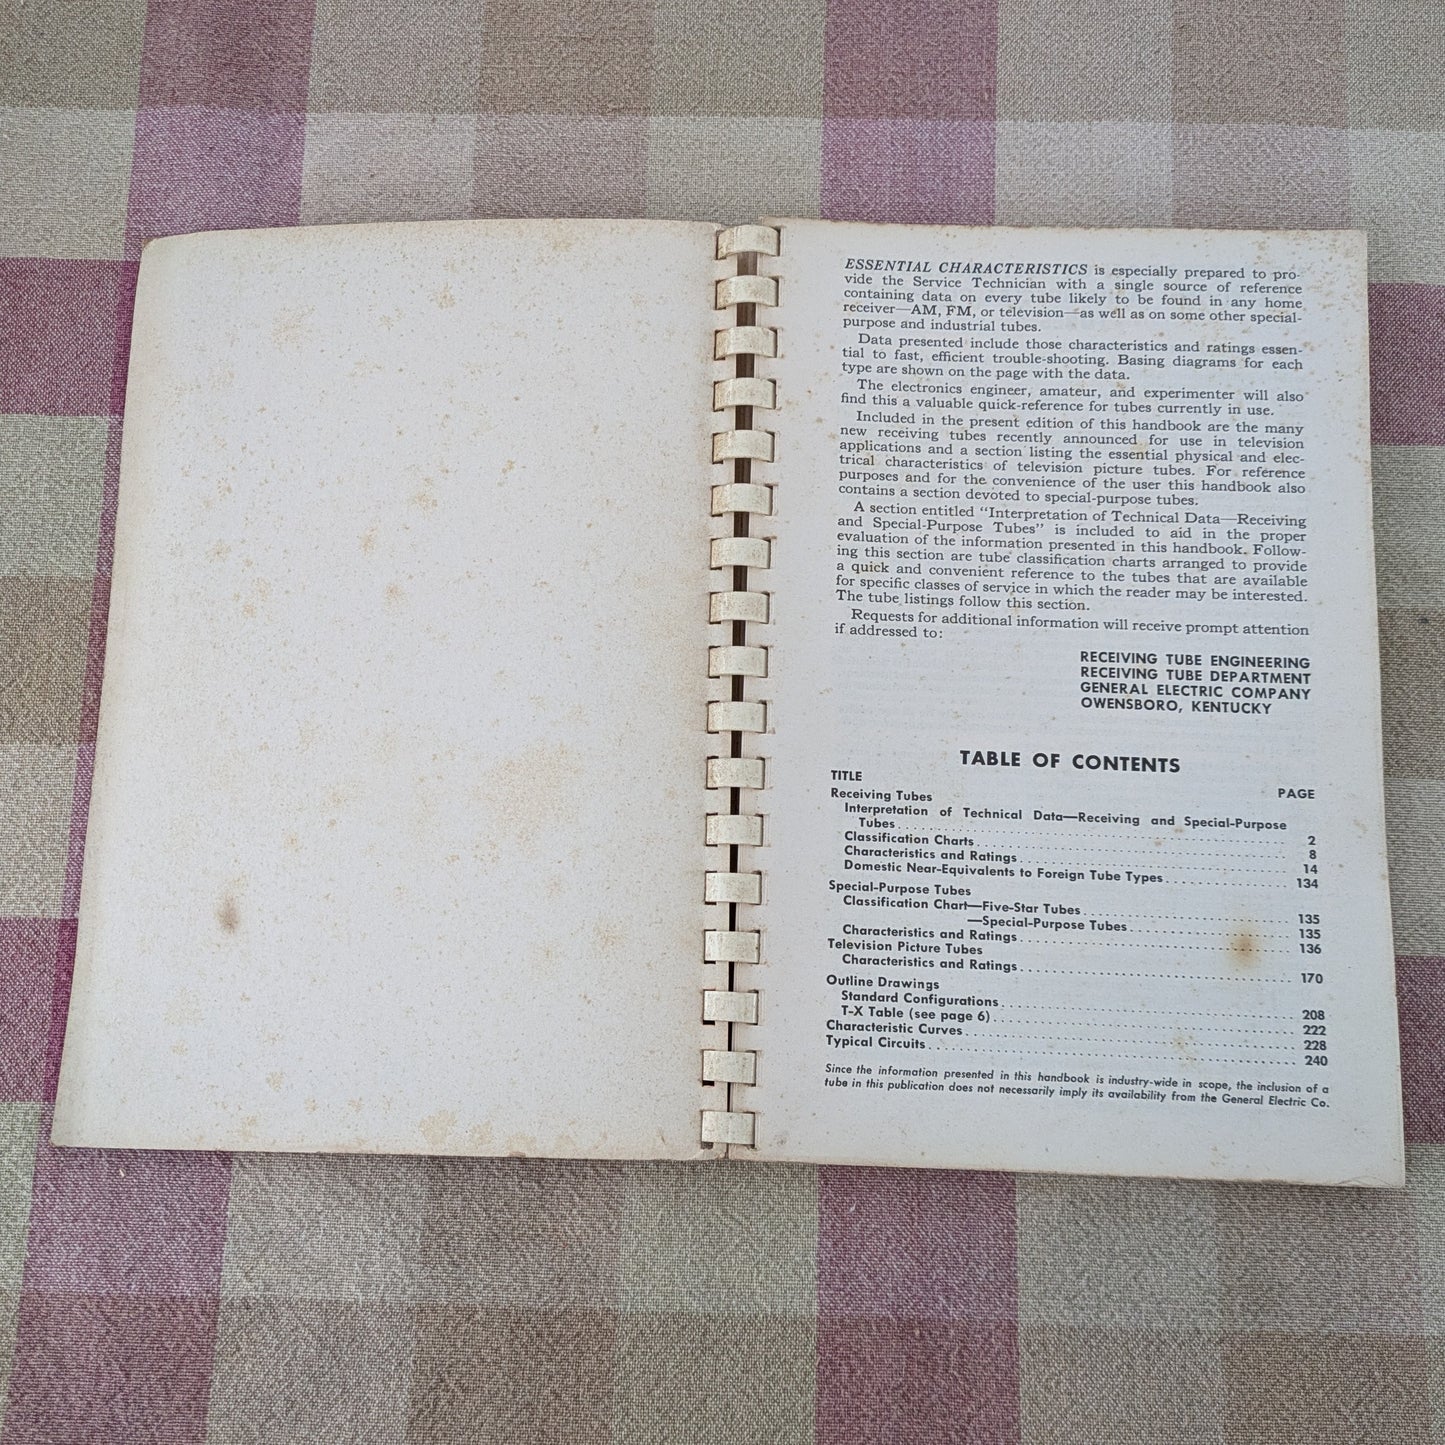 ESSENTIAL CHARACTERISTICS is especially prepared to pro-
vide the Service Technician with a single source of reference
containing data on every tube likely to be found in any home
receiver—AM, FM, or television—as well as on some other special-
purpose and industrial tubes.
Data presented include those characteristics and ratings essen-
tial to fast, efficient trouble-shooting. Basing diagrams for each
type are shown on the page with the data.
The electronics engineer, amateur, and experimenter will also
find this a valuable quick-reference for tubes currently in use.
Included in the present edition of this handbook are the many
new receiving tubes recently announced for use in television
applications and a section listing the essential physical and elec-
trical characteristics of television picture tubes. For reference
purposes and for the convenience of the user this handbook also
contains a section devoted to special-purpose tubes.
A section entitled "Interpretation of Technical Data—Receiving
and Special-Purpose Tubes" is included to aid in the proper
evaluation of the information presented in this handbook. Follow-
ing this section are tube classification charts arranged to provide
a quick and convenient reference to the tubes that are available
for specific classes of service in which the reader may be interested.
The tube listings follow this section.
Requests for additional information will receive prompt attention
if addressed to:
RECEIVING TUBE ENGINEERING
RECEIVING TUBE DEPARTMENT
GENERAL ELECTRIC COMPANY
OWENSBORO, KENTUCKY
TABLE OF CONTENTS
TITLE PAGE
Receiving Tubes
Interpretation of Technical Data—Receiving and Special-Purpose
Tubes 2
Classification Charts 8
Characteristics and Ratings 14
Domestic Near-Equivalents to Foreign Tube Types 134
Special-Purpose Tubes
Classification Chart—Five-Star Tubes 135
—Special-Purpose Tubes 135
Characteristics and Ratings 136
Television Picture Tubes
Characteristics and Ratings 170
Outline Drawings
Standard Configurations 208
T-X Table (see page 6) 222
Characteristic Curves 228
Typical Circuits 240
Since the information presented in this handbook is industry-wide in scope, the inclusion of a
tube in this publication does not necessarily imply its availability from the General Electric Co.